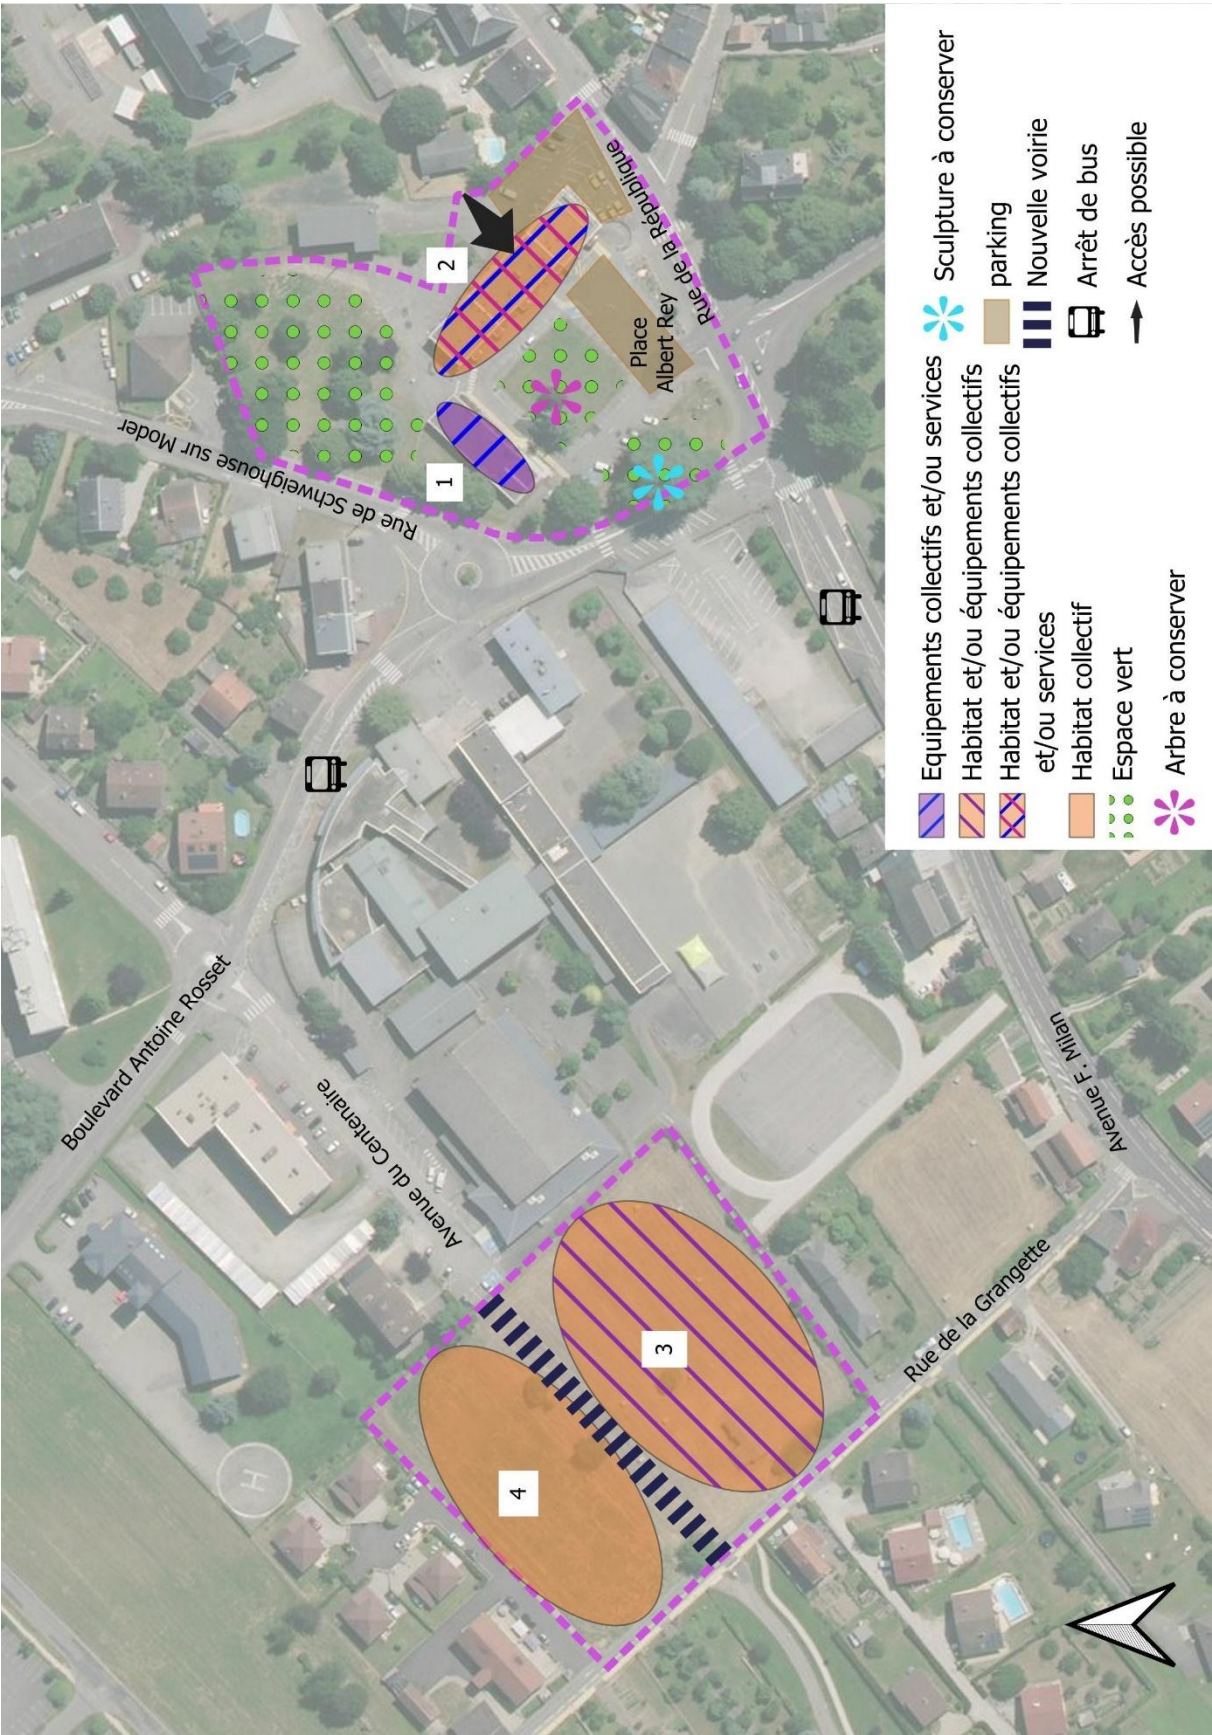 Boulevard Antoine Rosset
Avenue du Centenaire
Rue de Schweighouse sur Moder
1
2
Place
Albert Rey
Rue de la République
3
4
Rue de la Grangette
Avenue F. Milan
H
Equipements collectifs et/ou services
Habitat et/ou équipements collectifs
Habitat et/ou équipements collectifs
et/ou services
Habitat collectif
Espace vert
Arbre à conserver
Sculpture à conserver
parking
Nouvelle voirie
Arrêt de bus
Accès possible